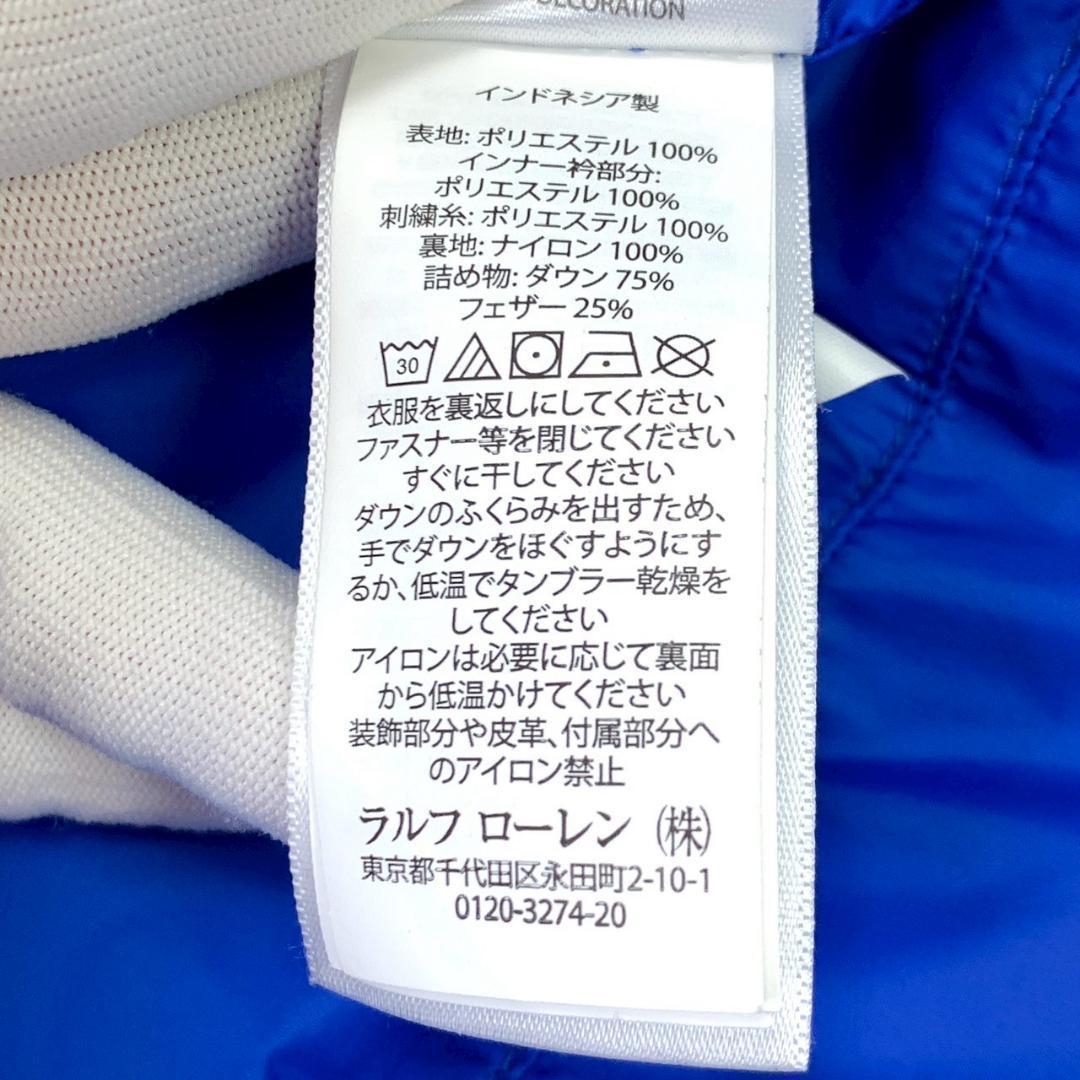 DECORATION
インドネシア製
表地: ポリエステル 100%
インナー衿部分:
ポリエステル 100%
刺繍糸: ポリエステル 100%
裏地: ナイロン 100%
詰め物: ダウン 75%
フェザー 25%
30
衣服を裏返しにしてください
ファスナー等を閉じてください
すぐに干してください
ダウンのふくらみを出すため、
手でダウンをほぐすようにす
るか、低温でタンブラー乾燥を
してください
アイロンは必要に応じて裏面
から低温かけてください
装飾部分や皮革、付属部分へ
のアイロン禁止
ラルフ ローレン (株)
東京都千代田区永田町2-10-1
0120-3274-20